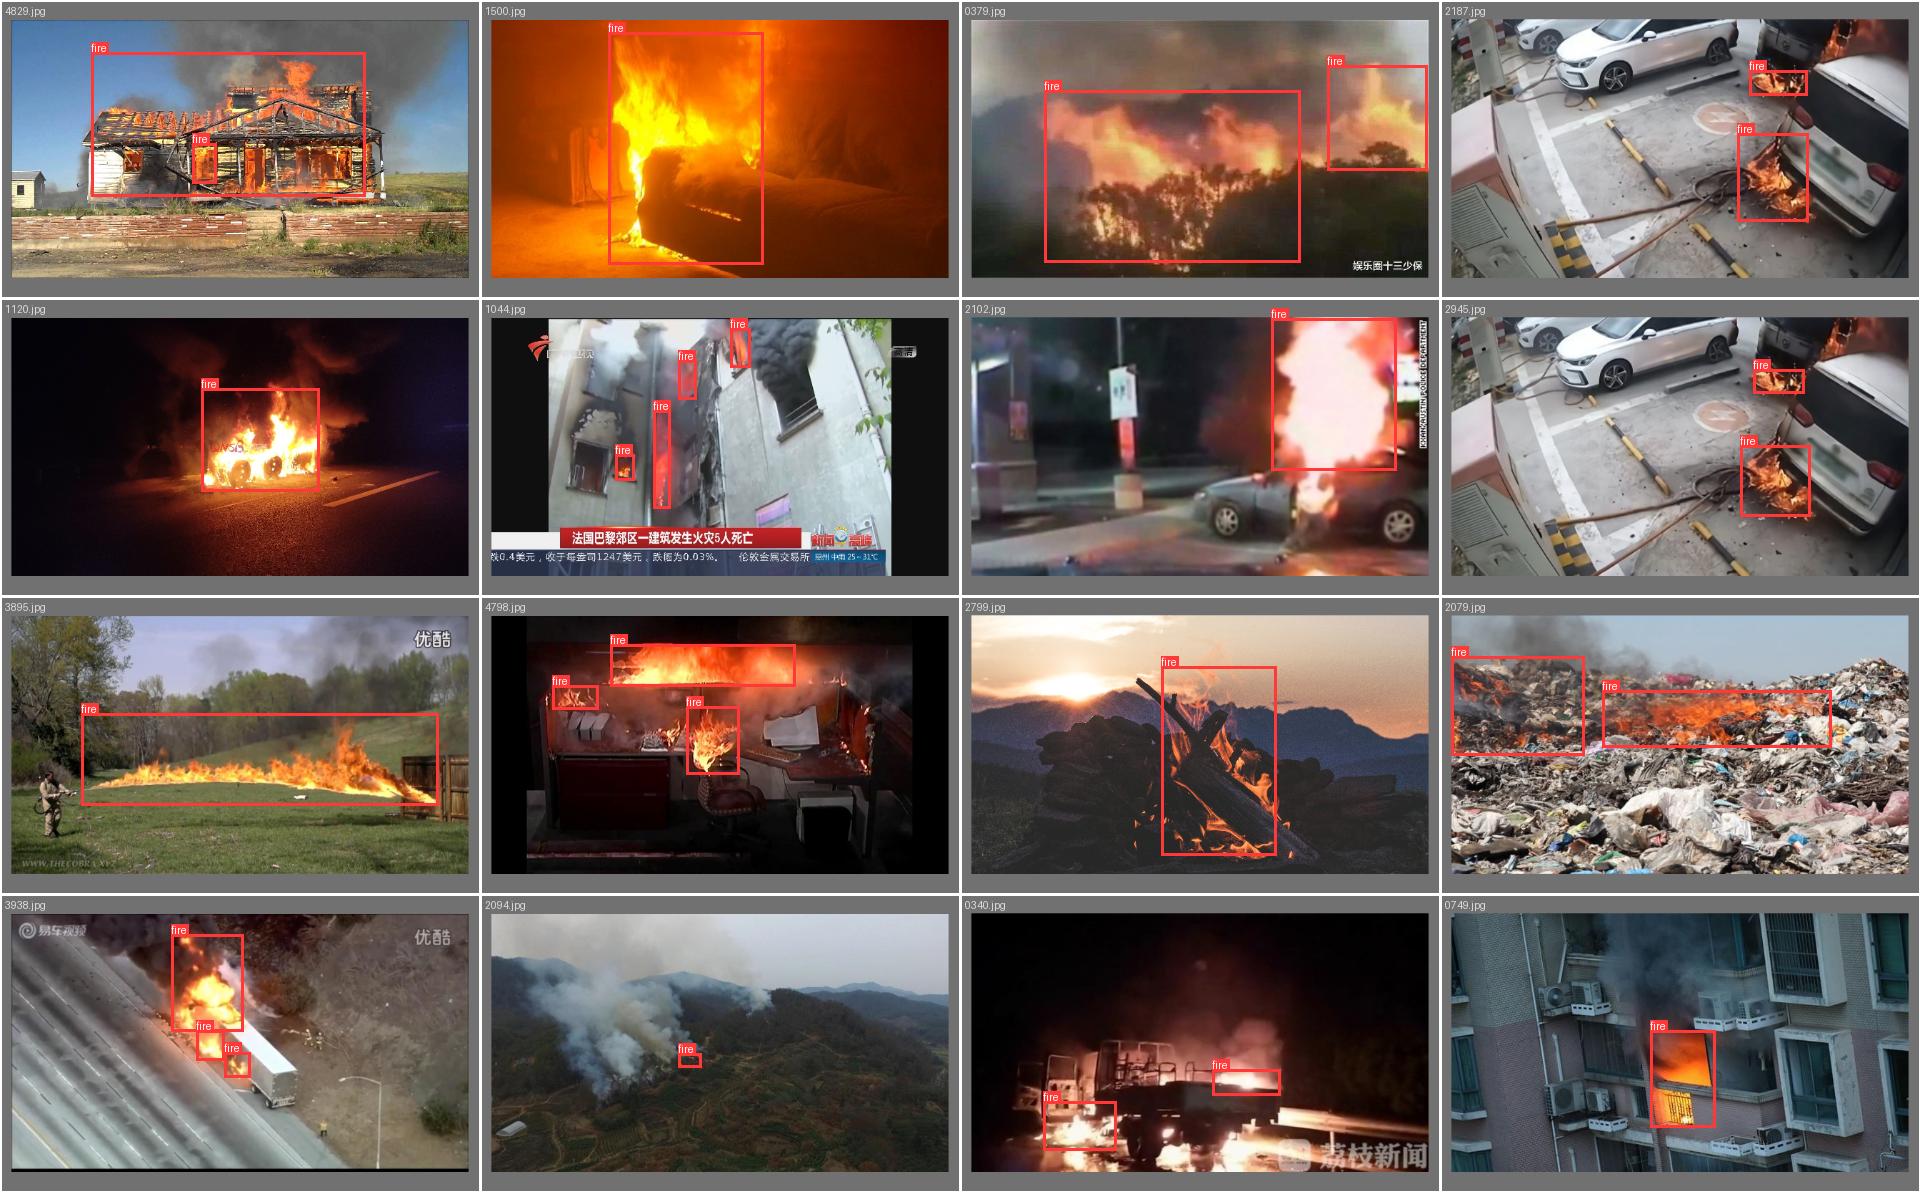 4829.jpg
fire
fire
1500.jpg
fire
0379.jpg
fire
fire
娱乐圈十三少保
2187.jpg
fire
fire
1120.jpg
fire
1044.jpg
fire
fire
fire
fire
高清
法国巴黎郊区一建筑发生火灾5人死亡
跌0.4美元，收于每盎司1247美元，跌幅为0.03%。 伦敦金属交易所
2102.jpg
fire
KXAN/AUSTIN POLICE DEPARTMENT
2945.jpg
fire
fire
3895.jpg
优酷
fire
WWW.THECOBRA.XYZ
4798.jpg
fire
fire
fire
2799.jpg
fire
2079.jpg
fire
fire
3938.jpg
易车视频
优酷
fire
fire
fire
2094.jpg
fire
0340.jpg
fire
fire
荔枝新闻
0749.jpg
fire